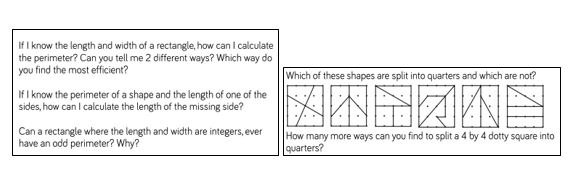 If I know the length and width of a rectangle, how can I calculate
the perimeter? Can you tell me 2 different ways? Which way do
you find the most efficient?
If I know the perimeter of a shape and the length of one of the
sides, how can I calculate the length of the missing side?
Can a rectangle where the length and width are integers, ever
have an odd perimeter? Why?
Which of these shapes are split into quarters and which are not?
How many more ways can you find to split a 4 by 4 dotty square into
quarters?